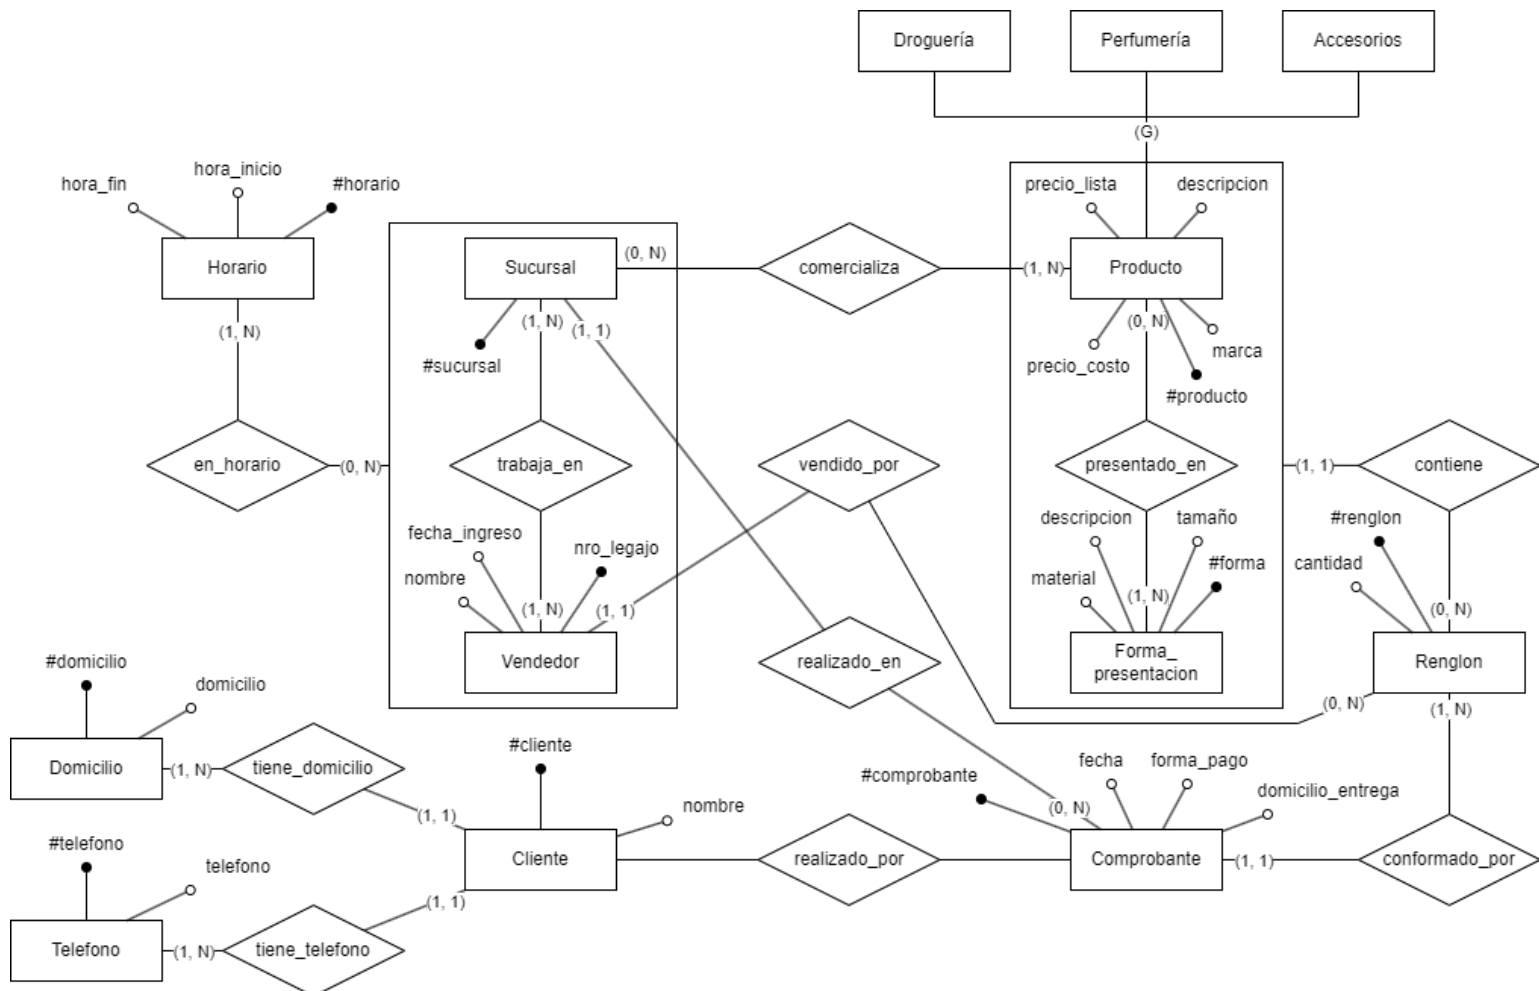 Droguería
Perfumería
Accesorios
(G)
hora_fin
hora_inicio
#horario
precio_lista
descripcion
Horario
Sucursal
(0, N)
comercializa
(1, N)
Producto
(1, N)
(1, N)
(1, 1)
(0, N)
#sucursal
precio_costo
marca
#producto
en_horario
(0, N)
trabaja_en
vendido_por
presentado_en
(1, 1)
contiene
fecha_ingreso
nro_legajo
nombre
descripcion
tamaño
#forma
material
#renglon
cantidad
(1, N)
(1, 1)
(1, N)
(0, N)
Vendedor
realizado_en
Forma_
presentacion
Renglon
#domicilio
domicilio
(0, N)
(1, N)
Domicilio
(1, N)
tiene_domicilio
(1, 1)
#cliente
nombre
#comprobante
fecha
forma_pago
domicilio_entrega
(0, N)
#telefono
telefono
Cliente
realizado_por
Comprobante
(1, 1)
conformado_por
(1, 1)
Telefono
(1, N)
tiene_telefono